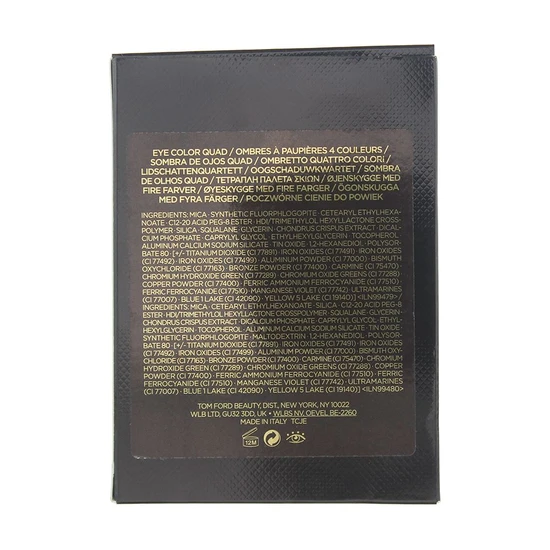 EYE COLOR QUAD / OMBRES À PAUPIÈRES 4 COULEURS /
SOMBRA DE OJOS QUAD / OMBRETTO QUATTRO COLORI /
LIDSCHATTENQUARTETT / OOGSCHADUWKWARTET / SOMBRA
DE OLHOS QUAD / ΤΕΤΡΑΠΛΗ ΠΑΛΕΤΑ ΣΚΙΩΝ / ØJENSKYGGE MED
FIRE FARVER / ØYESKYGGE MED FIRE FARGER / ÖGONSKUGGA
MED FYRA FÄRGER / POCZWÓRNE CIENIE DO POWIEK
INGREDIENTS: MICA · SYNTHETIC FLUORPHLOGOPITE · CETEARYL ETHYLHEXA-
NOATE · C12-20 ACID PEG-8 ESTER · HDI/TRIMETHYLOL HEXYLLACTONE CROSS-
POLYMER · SILICA · SQUALANE · GLYCERIN · CHONDRUS CRISPUS EXTRACT · DICAL-
CIUM PHOSPHATE · CAPRYLYL GLYCOL · ETHYLHEXYLGLYCERIN · TOCOPHEROL ·
ALUMINUM CALCIUM SODIUM SILICATE · TIN OXIDE · 1,2-HEXANEDIOL · POLYSOR-
BATE 80 · [+/- TITANIUM DIOXIDE (CI 77891) · IRON OXIDES (CI 77491) · IRON OXIDES
(CI 77492) · IRON OXIDES (CI 77499) · ALUMINUM POWDER (CI 77000) · BISMUTH
OXYCHLORIDE (CI 77163) · BRONZE POWDER (CI 77400) · CARMINE (CI 75470) ·
CHROMIUM HYDROXIDE GREEN (CI 77289) · CHROMIUM OXIDE GREENS (CI 77288) ·
COPPER POWDER (CI 77400) · FERRIC AMMONIUM FERROCYANIDE (CI 77510) ·
FERRIC FERROCYANIDE (CI 77510) · MANGANESE VIOLET (CI 77742) · ULTRAMARINES
(CI 77007) · BLUE 1 LAKE (CI 42090) · YELLOW 5 LAKE (CI 19140)] <ILN99479> /
INGREDIENTS: MICA · CETEARYL ETHYLHEXANOATE · SILICA · C12-20 ACID PEG-8
ESTER · HDI/TRIMETHYLOL HEXYLLACTONE CROSSPOLYMER · SQUALANE · GLYCERIN ·
CHONDRUS CRISPUS EXTRACT · DICALCIUM PHOSPHATE · CAPRYLYL GLYCOL · ETHYL-
HEXYLGLYCERIN · TOCOPHEROL · ALUMINUM CALCIUM SODIUM SILICATE · TIN OXIDE ·
SYNTHETIC FLUORPHLOGOPITE · MALTODEXTRIN · 1,2-HEXANEDIOL · POLYSOR-
BATE 80 · [+/- TITANIUM DIOXIDE (CI 77891) · IRON OXIDES (CI 77491) · IRON OXIDES
(CI 77492) · IRON OXIDES (CI 77499) · ALUMINUM POWDER (CI 77000) · BISMUTH OXY-
CHLORIDE (CI 77163) · BRONZE POWDER (CI 77400) · CARMINE (CI 75470) · CHROMIUM
HYDROXIDE GREEN (CI 77289) · CHROMIUM OXIDE GREENS (CI 77288) · COPPER
POWDER (CI 77400) · FERRIC AMMONIUM FERROCYANIDE (CI 77510) · FERRIC
FERROCYANIDE (CI 77510) · MANGANESE VIOLET (CI 77742) · ULTRAMARINES
(CI 77007) · BLUE 1 LAKE (CI 42090) · YELLOW 5 LAKE (CI 19140)] <ILN99480>
TOM FORD BEAUTY, DIST., NEW YORK, NY 10022
WLB LTD, GU32 3DD, UK • WLBS NV, OEVEL BE-2260
MADE IN ITALY TCJE
12M